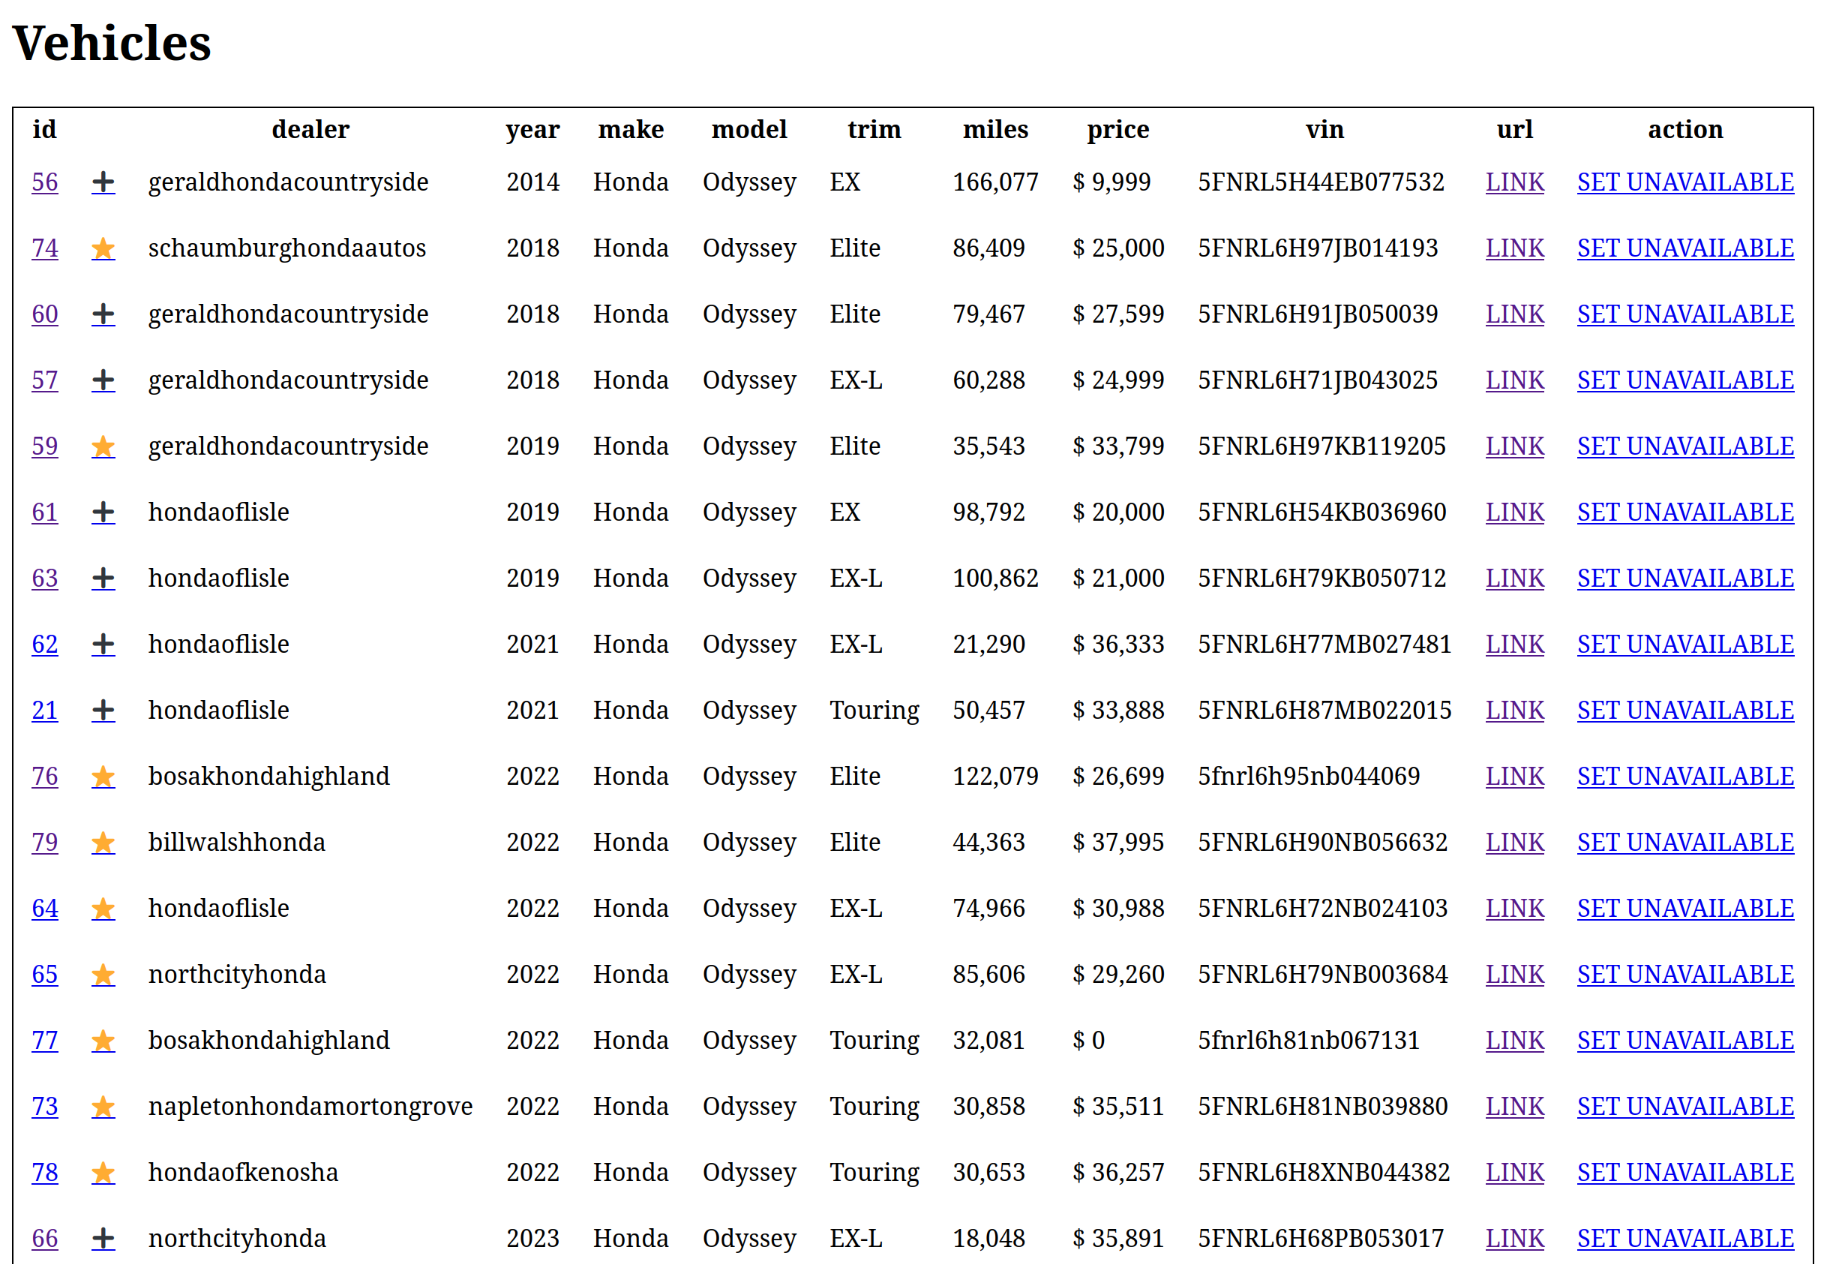 Vehicles
id dealer year make model trim miles price vin url action
56 geraldhondacountryside 2014 Honda Odyssey EX 166,077 $ 9,999 5FNRL5H44EB077532 LINK SET UNAVAILABLE
74 schaumburghondaautos 2018 Honda Odyssey Elite 86,409 $ 25,000 5FNRL6H97JB014193 LINK SET UNAVAILABLE
60 geraldhondacountryside 2018 Honda Odyssey Elite 79,467 $ 27,599 5FNRL6H91JB050039 LINK SET UNAVAILABLE
57 geraldhondacountryside 2018 Honda Odyssey EX-L 60,288 $ 24,999 5FNRL6H71JB043025 LINK SET UNAVAILABLE
59 geraldhondacountryside 2019 Honda Odyssey Elite 35,543 $ 33,799 5FNRL6H97KB119205 LINK SET UNAVAILABLE
61 hondaoflisle 2019 Honda Odyssey EX 98,792 $ 20,000 5FNRL6H54KB036960 LINK SET UNAVAILABLE
63 hondaoflisle 2019 Honda Odyssey EX-L 100,862 $ 21,000 5FNRL6H79KB050712 LINK SET UNAVAILABLE
62 hondaoflisle 2021 Honda Odyssey EX-L 21,290 $ 36,333 5FNRL6H77MB027481 LINK SET UNAVAILABLE
21 hondaoflisle 2021 Honda Odyssey Touring 50,457 $ 33,888 5FNRL6H87MB022015 LINK SET UNAVAILABLE
76 bosakhondahighland 2022 Honda Odyssey Elite 122,079 $ 26,699 5fnrl6h95nb044069 LINK SET UNAVAILABLE
79 billwalshhonda 2022 Honda Odyssey Elite 44,363 $ 37,995 5FNRL6H90NB056632 LINK SET UNAVAILABLE
64 hondaoflisle 2022 Honda Odyssey EX-L 74,966 $ 30,988 5FNRL6H72NB024103 LINK SET UNAVAILABLE
65 northcityhonda 2022 Honda Odyssey EX-L 85,606 $ 29,260 5FNRL6H79NB003684 LINK SET UNAVAILABLE
77 bosakhondahighland 2022 Honda Odyssey Touring 32,081 $ 0 5fnrl6h81nb067131 LINK SET UNAVAILABLE
73 napletonhondamortongrove 2022 Honda Odyssey Touring 30,858 $ 35,511 5FNRL6H81NB039880 LINK SET UNAVAILABLE
78 hondaofkenosha 2022 Honda Odyssey Touring 30,653 $ 36,257 5FNRL6H8XNB044382 LINK SET UNAVAILABLE
66 northcityhonda 2023 Honda Odyssey EX-L 18,048 $ 35,891 5FNRL6H68PB053017 LINK SET UNAVAILABLE